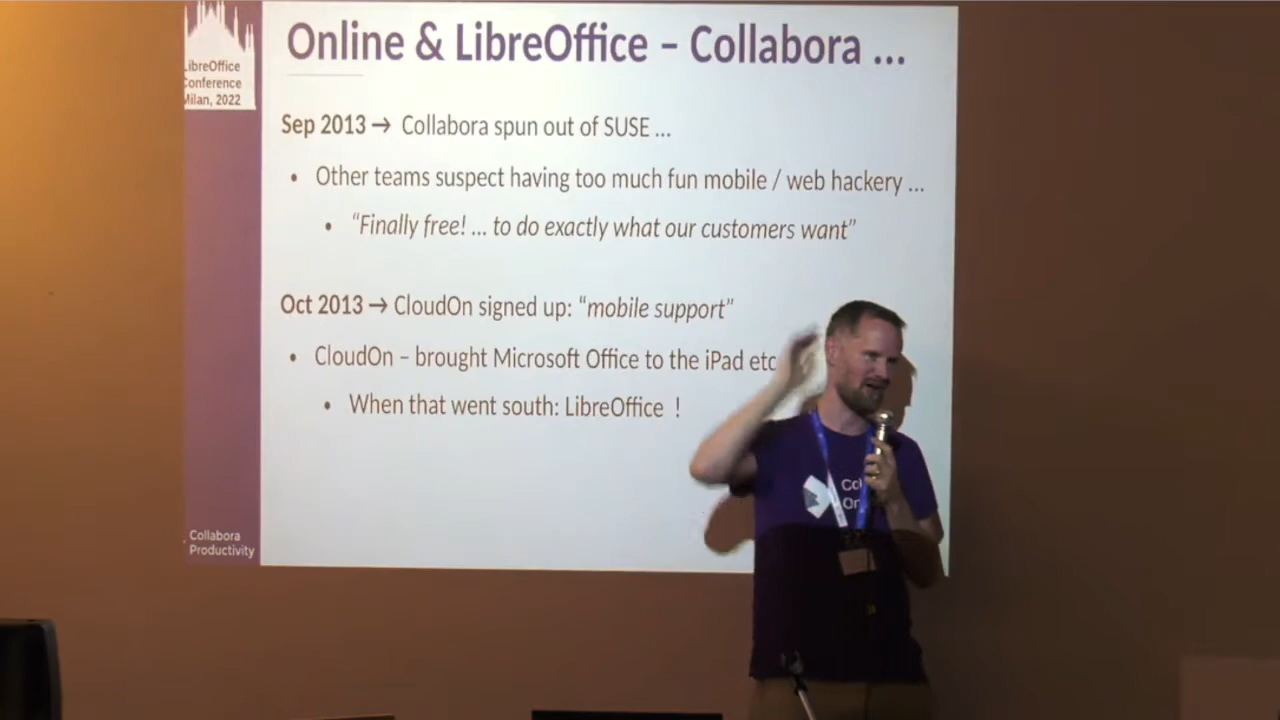 Online & LibreOffice – Collabora ...
LibreOffice
Conference
Milan, 2022
Sep 2013 → Collabora spun out of SUSE ...
• Other teams suspect having too much fun mobile / web hackery ...
• “Finally free! ... to do exactly what our customers want”
Oct 2013 → CloudOn signed up: “mobile support”
• CloudOn – brought Microsoft Office to the iPad etc
• When that went south: LibreOffice !
Collabora
Productivity